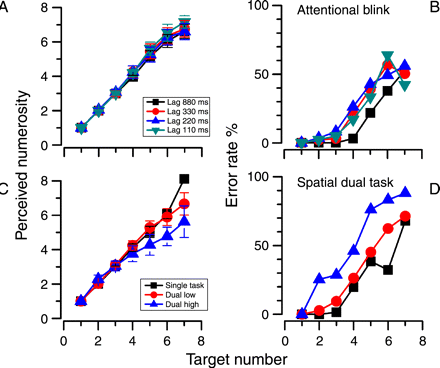 A
8
6
4
2
0
Perceived numerosity
Lag 880 ms
Lag 330 ms
Lag 220 ms
Lag 110 ms
Attentional blink
B
100
50
0
Error rate %
C
8
6
4
2
0
0 2 4 6 8
Single task
Dual low
Dual high
Target number
Spatial dual task
D
100
50
0
0 2 4 6 8
Target number